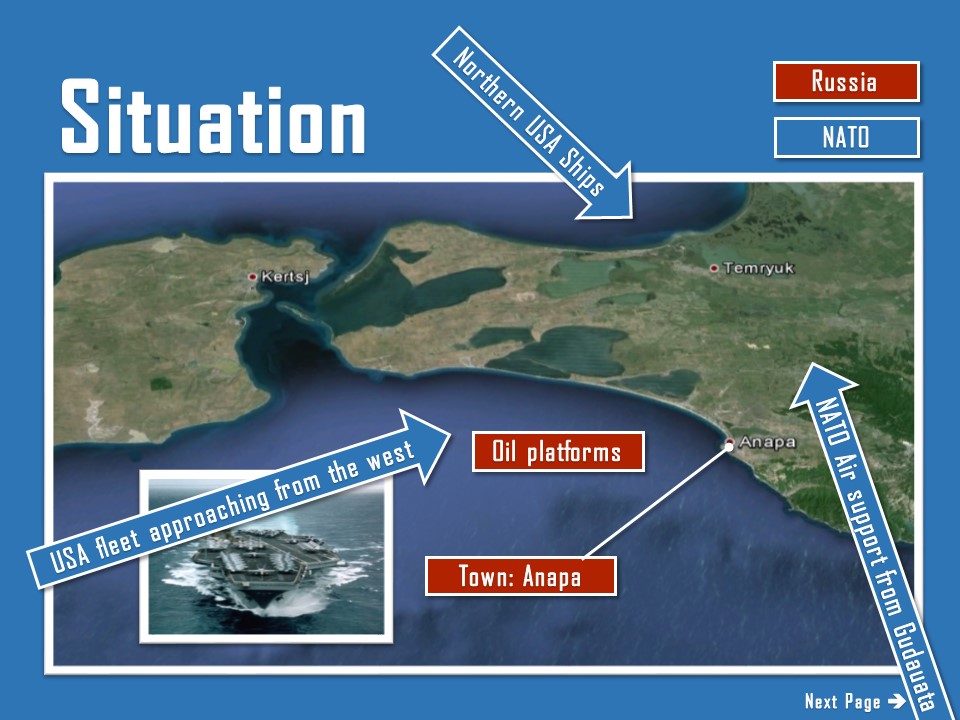 Situation
Northern USA Ships
Russia
NATO
Kertsj
Temryuk
USA fleet approaching from the west
Oil platforms
Anapa
NATO Air support from Gudauata
Town: Anapa
Next Page